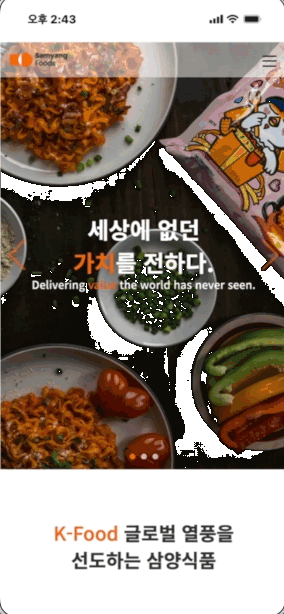 오후 2:43
Samyang
Foods
세상에 없던
가치를 전하다.
Delivering value the world has never seen.
K-Food 글로벌 열풍을
선도하는 삼양식품